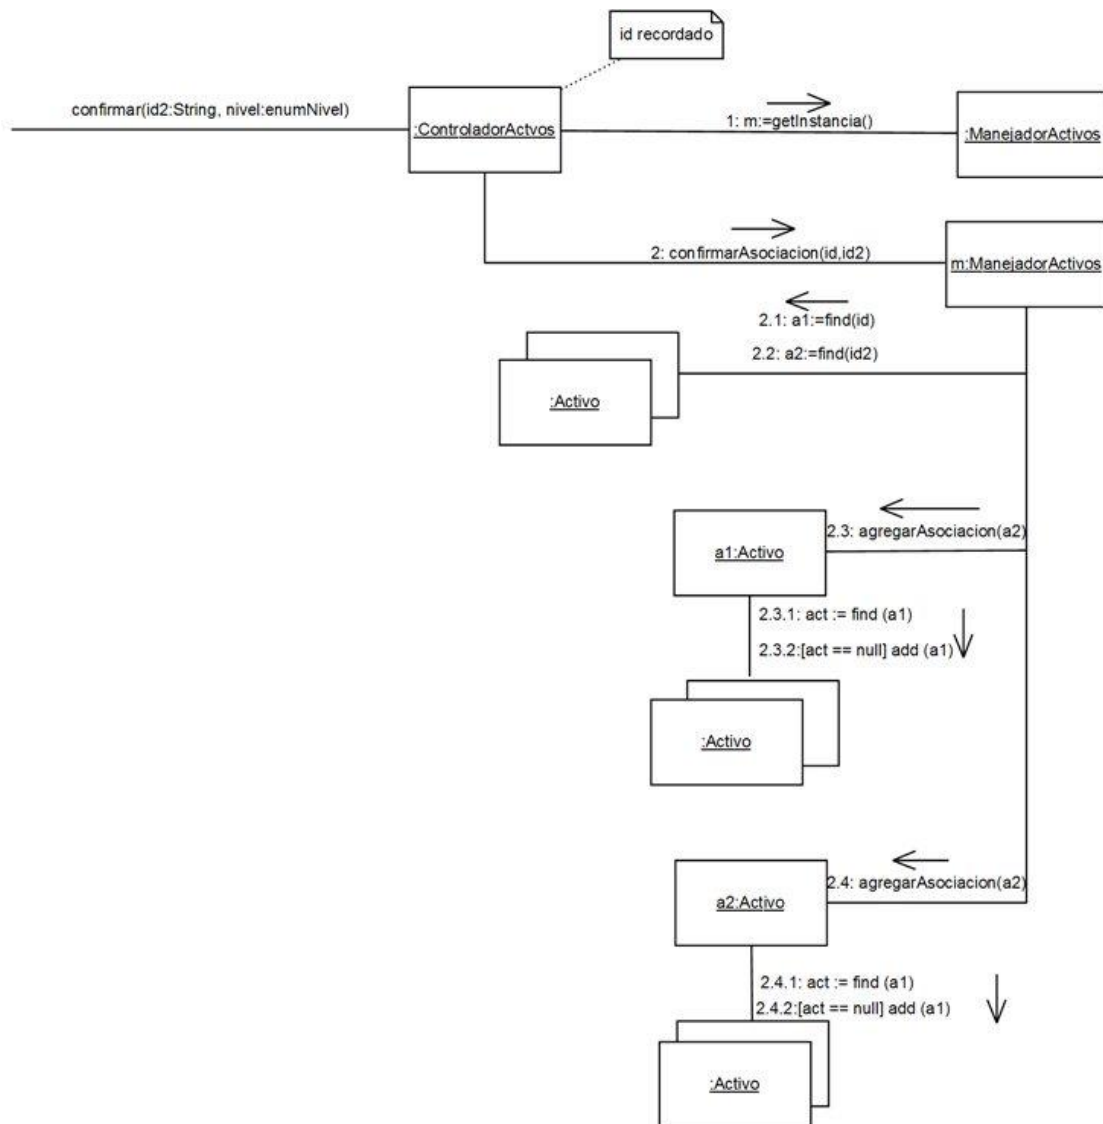 id recordado
confirmar(id2:String, nivel:enumNivel)
:ControladorActvos
1: m:=getInstancia()
:ManejadorActivos
2: confirmarAsociacion(id,id2)
m:ManejadorActivos
2.1: a1:=find(id)
2.2: a2:=find(id2)
:Activo
2.3: agregarAsociacion(a2)
a1:Activo
2.3.1: act := find (a1)
2.3.2:[act == null] add (a1)
:Activo
2.4: agregarAsociacion(a2)
a2:Activo
2.4.1: act := find (a1)
2.4.2:[act == null] add (a1)
:Activo